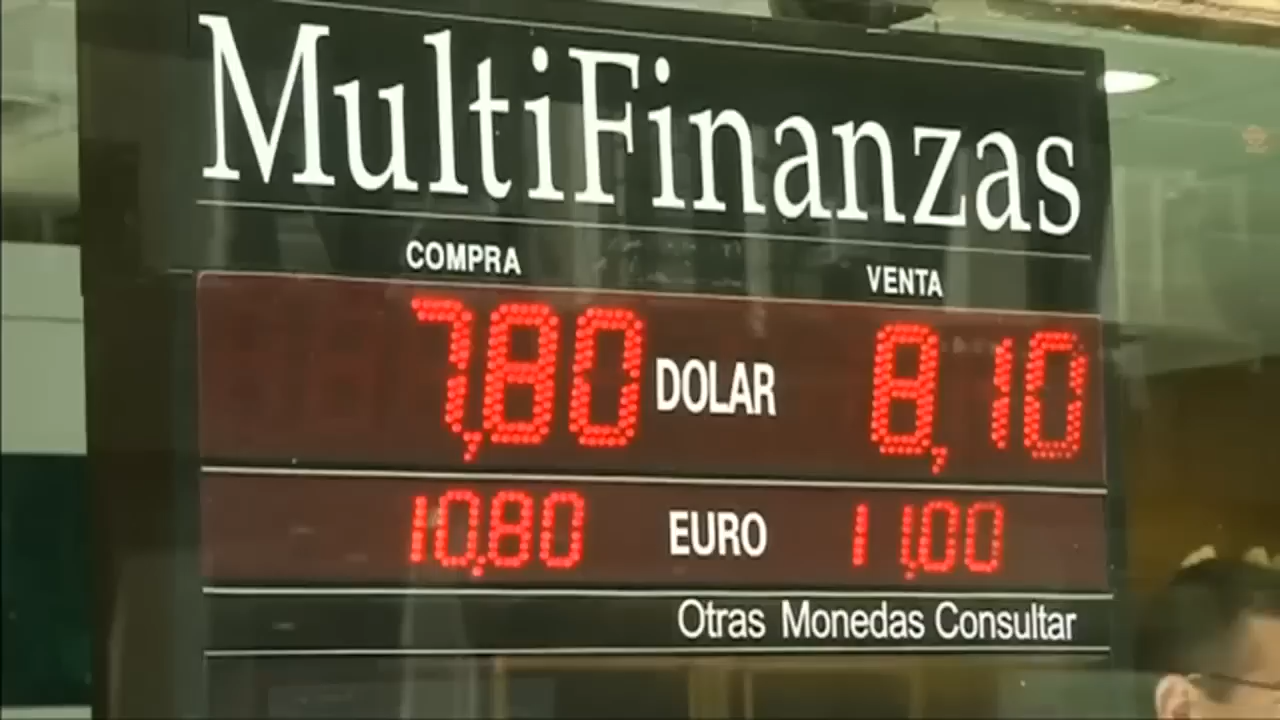 MultiFinanzas
COMPRA VENTA
7,80 DOLAR 8,10
10,80 EURO 11,00
Otras Monedas Consultar